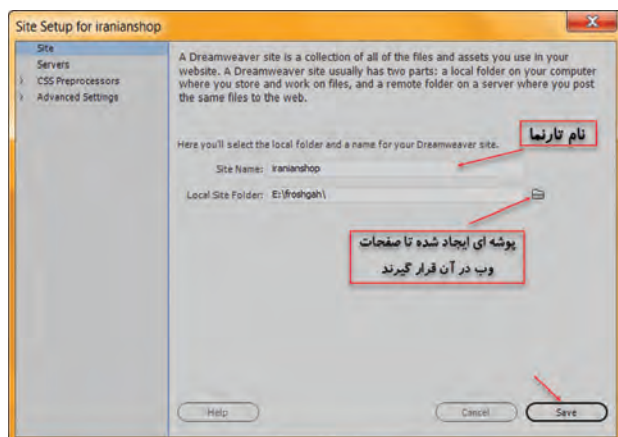 Site Setup for iranianshop
Site
Servers
CSS Preprocessors
Advanced Settings
A Dreamweaver site is a collection of all of the files and assets you use in your
website. A Dreamweaver site usually has two parts: a local folder on your computer
where you store and work on files, and a remote folder on a server where you post
the same files to the web.
نام تارنما
Here you'll select the local folder and a name for your Dreamweaver site.
Site Name: iranianshop
Local Site Folder: E:\froshgah\
پوشه ای ایجاد شده تا صفحات
وب در آن قرار گیرند
Help
Cancel
Save